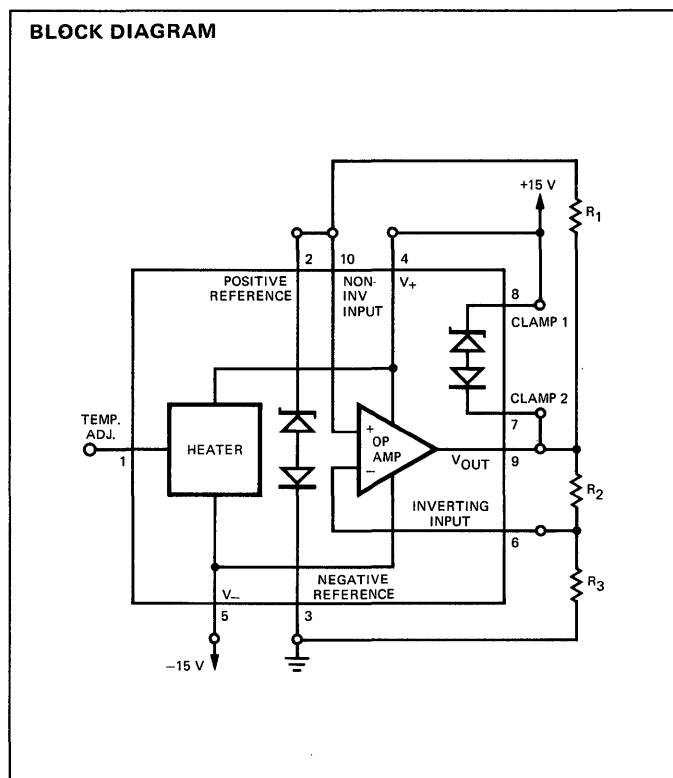 BLOCK DIAGRAM
+15 V
R1
2
10
4
POSITIVE
REFERENCE
NON-
INV
INPUT
V+
8
CLAMP 1
TEMP.
ADJ.
1
HEATER
+
OP
AMP
−
CLAMP 2
7
VOUT
9
R2
INVERTING
INPUT
6
NEGATIVE
REFERENCE
R3
V−
5
3
−15 V